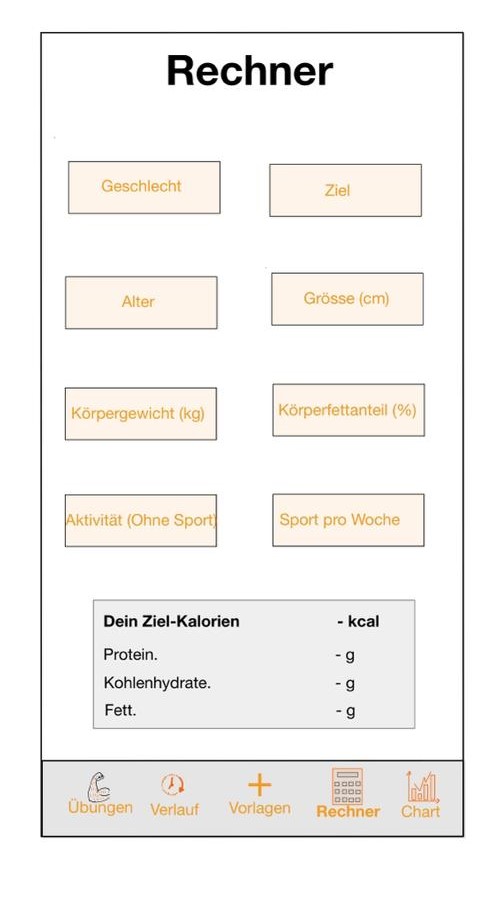 Rechner
Geschlecht
Ziel
Alter
Grösse (cm)
Körpergewicht (kg)
Körperfettanteil (%)
Aktivität (Ohne Sport)
Sport pro Woche
Dein Ziel-Kalorien - kcal
Protein. - g
Kohlenhydrate. - g
Fett. - g
Übungen Verlauf Vorlagen Rechner Chart